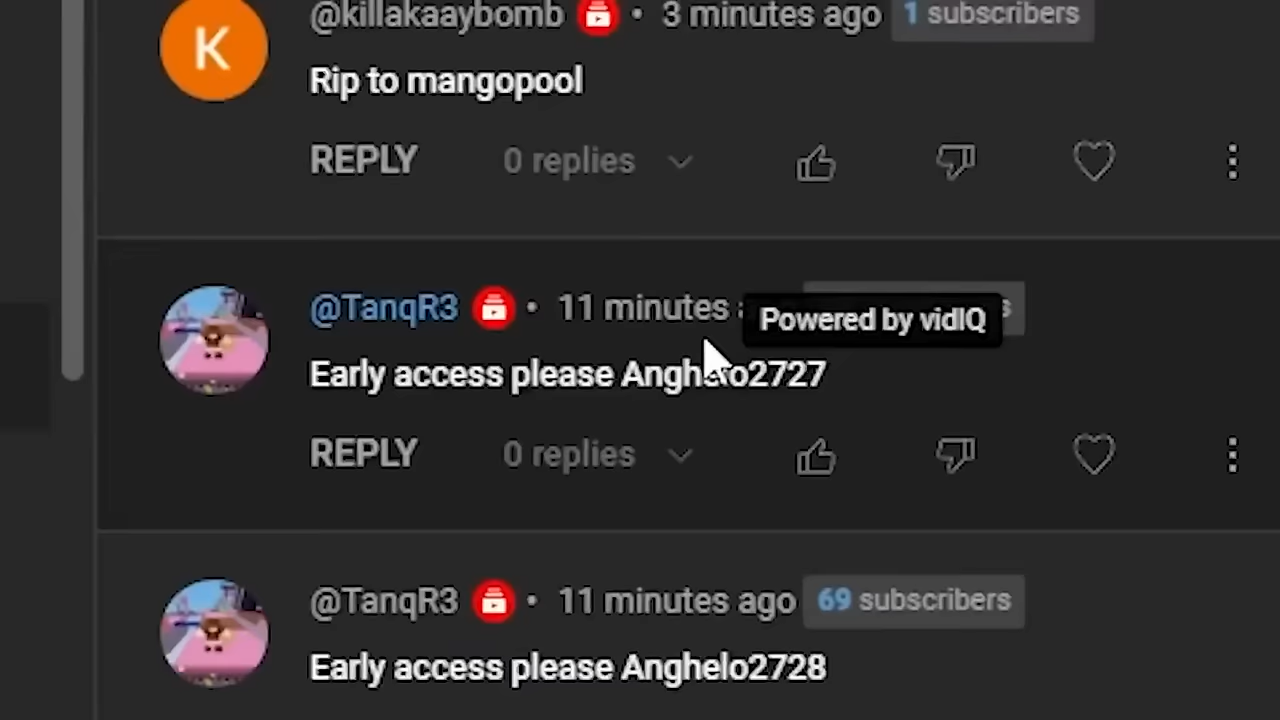 K
@killakaaybomb • 3 minutes ago 1 subscribers
Rip to mangopool
REPLY 0 replies
@TanqR3 • 11 minutes
Powered by vidIQ
Early access please Anghelo2727
REPLY 0 replies
@TanqR3 • 11 minutes ago 69 subscribers
Early access please Anghelo2728